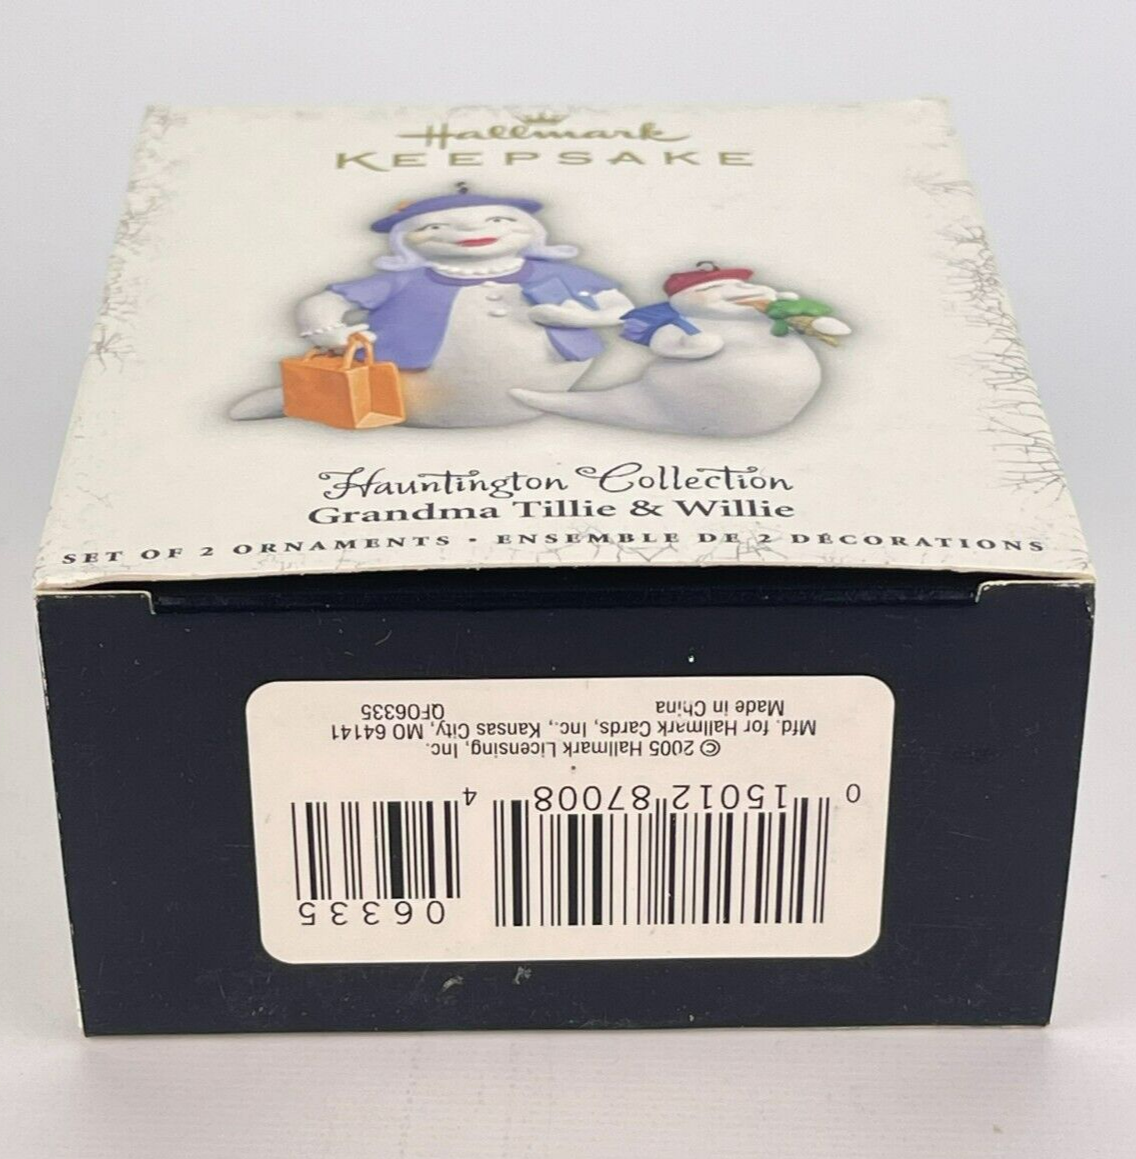 Hallmark
KEEPSAKE
Hauntington Collection
Grandma Tillie & Willie
SET OF 2 ORNAMENTS • ENSEMBLE DE 2 DÉCORATIONS
06335
0 15012 87008 4
© 2005 Hallmark Licensing, Inc.
Mfd. for Hallmark Cards, Inc., Kansas City, MO 64141
Made in China QF06335